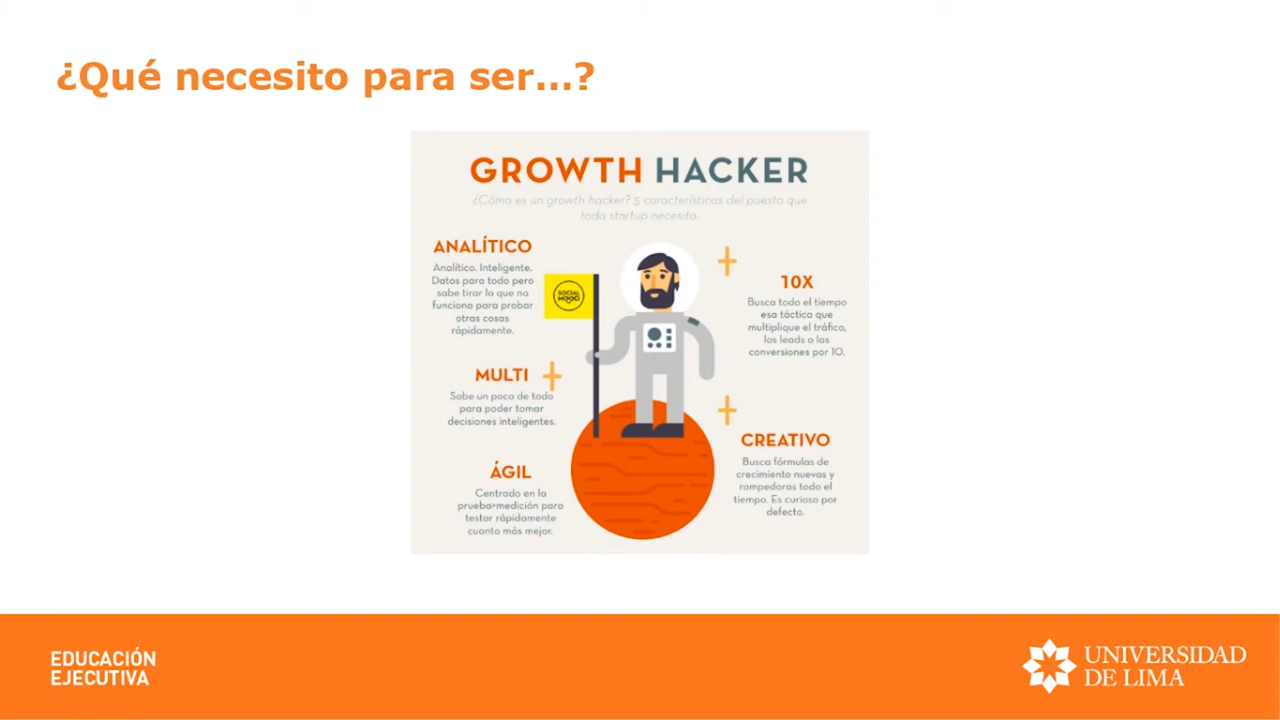 ¿Qué necesito para ser...?
GROWTH HACKER
¿Cómo es un growth hacker? 5 características del puesto que
toda startup necesita.
ANALÍTICO
Analítico. Inteligente.
Datos para todo pero
sabe tirar lo que no
funciona para probar
otras cosas
rápidamente.
SOCIAL
MOOD
MULTI
Sabe un poco de todo
para poder tomar
decisiones inteligentes.
ÁGIL
Centrado en la
prueba>medición para
testar rápidamente
cuanto más mejor.
10X
Busca todo el tiempo
esa táctica que
multiplique el tráfico,
los leads o las
conversiones por 10.
CREATIVO
Busca fórmulas de
crecimiento nuevas y
rompedoras todo el
tiempo. Es curioso por
defecto.
EDUCACIÓN
EJECUTIVA
UNIVERSIDAD
DE LIMA